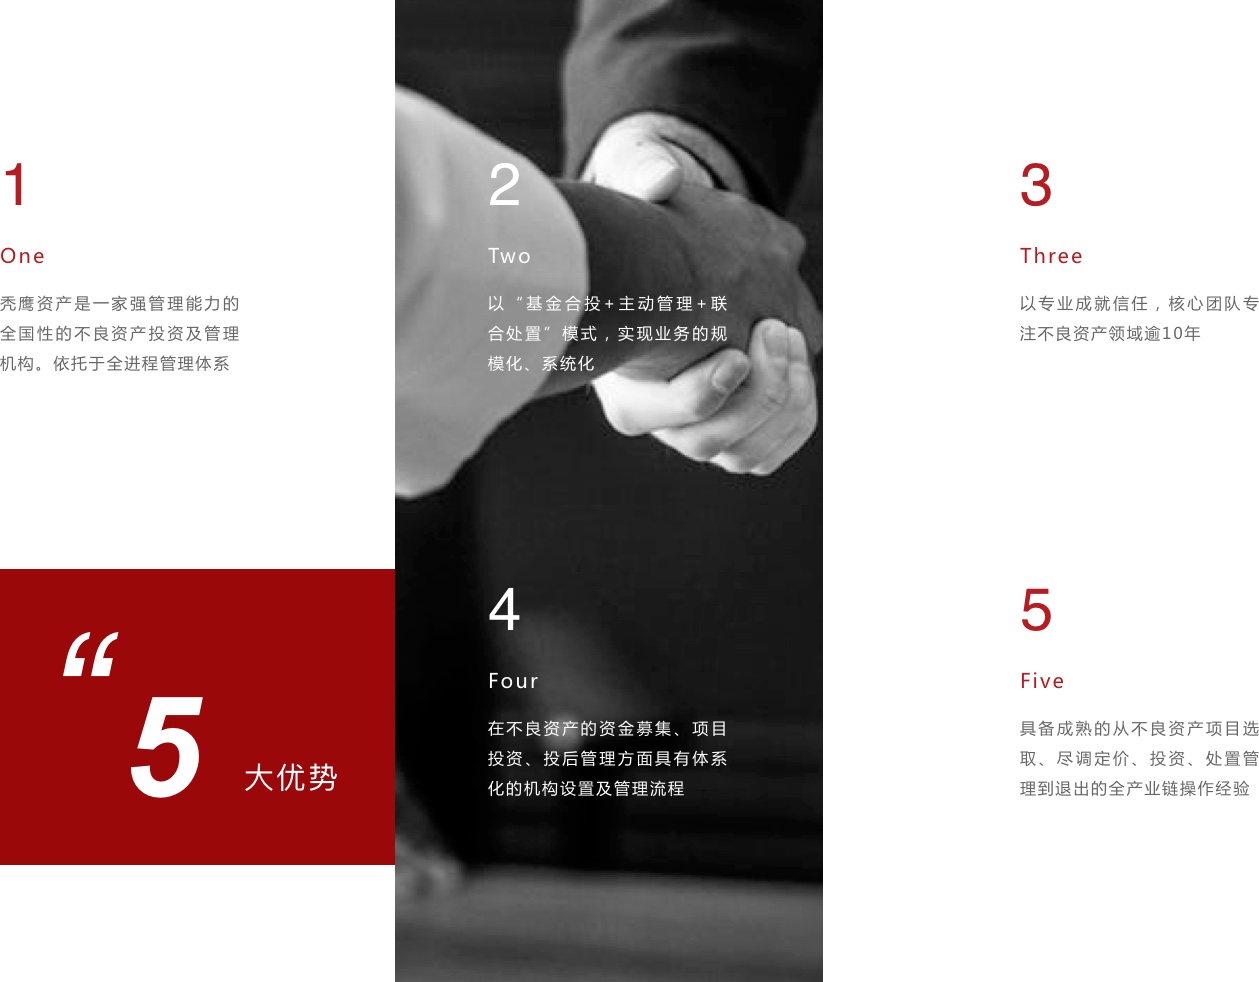 1
One
秃鹰资产是一家强管理能力的
全国性的不良资产投资及管理
机构。依托于全进程管理体系
2
Two
以“基金合投+主动管理+联
合处置”模式，实现业务的规
模化、系统化
3
Three
以专业成就信任，核心团队专
注不良资产领域逾10年
“
5 大优势
4
Four
在不良资产的资金募集、项目
投资、投后管理方面具有体系
化的机构设置及管理流程
5
Five
具备成熟的从不良资产项目选
取、尽调定价、投资、处置管
理到退出的全产业链操作经验